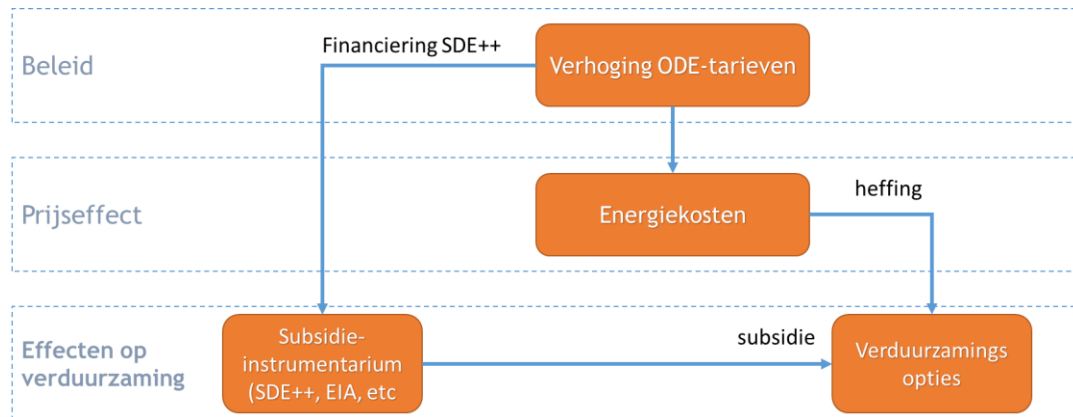 Financiering SDE++
Beleid
Verhoging ODE-tarieven
heffing
Prijseffect
Energiekosten
Subsidie-
instrumentarium
(SDE++, EIA, etc
subsidie
Effecten op
verduurzaming
Verduurzamings
opties